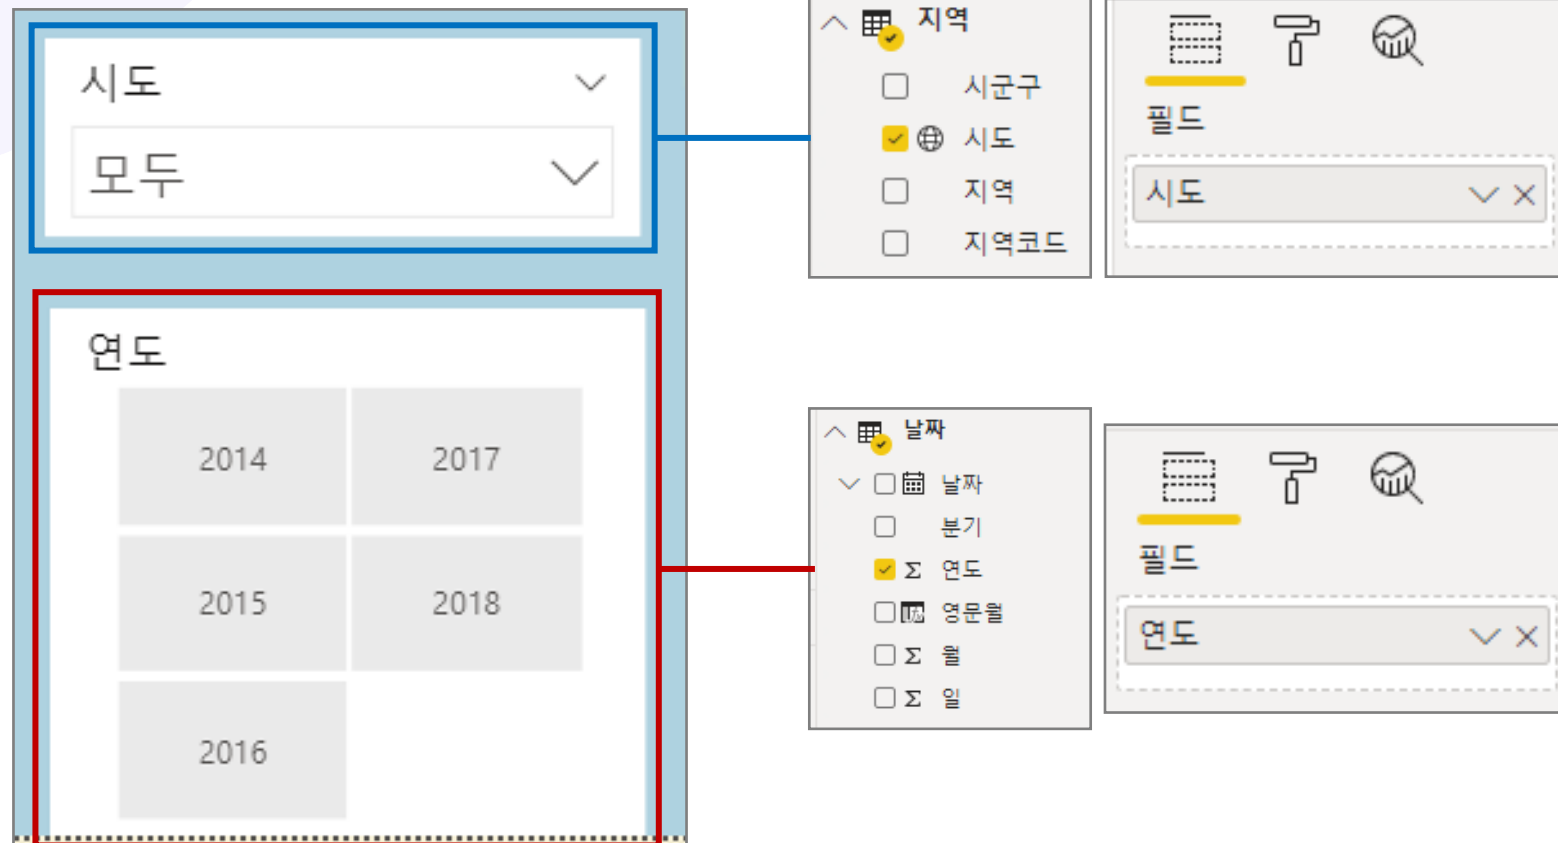 시도
모두
연도
2014 2017
2015 2018
2016
지역
시군구
시도
지역
지역코드
필드
시도
날짜
날짜
분기
Σ 연도
영문월
Σ 월
Σ 일
필드
연도